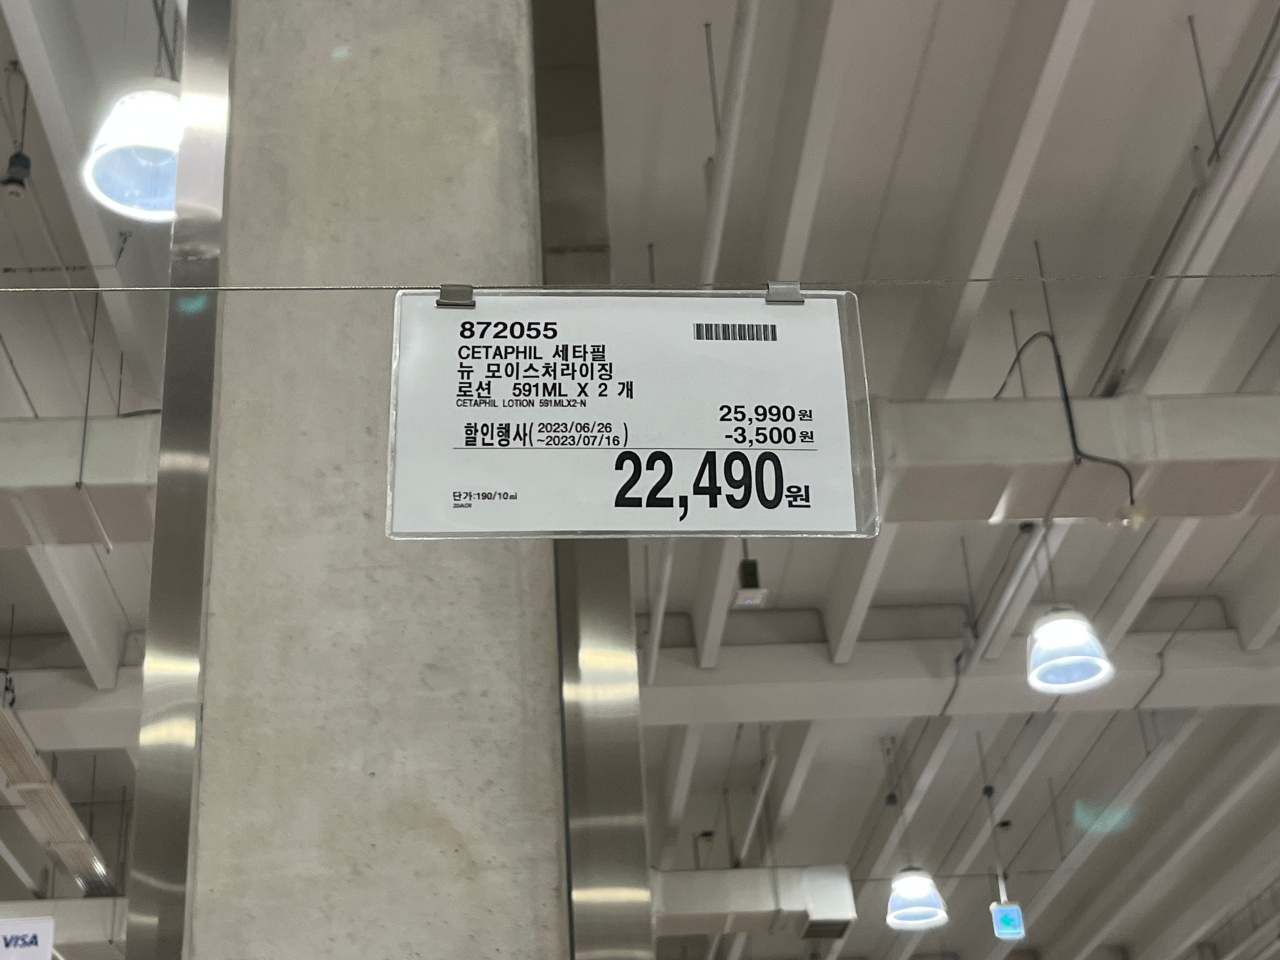 872055
CETAPHIL 세타필
뉴 모이스처라이징
로션 591ML X 2 개
CETAPHIL LOTION 591MLX2-N
25,990원
할인행사( 2023/06/26 ~2023/07/16 )
-3,500원
22,490원
단가:190/10㎖
VISA